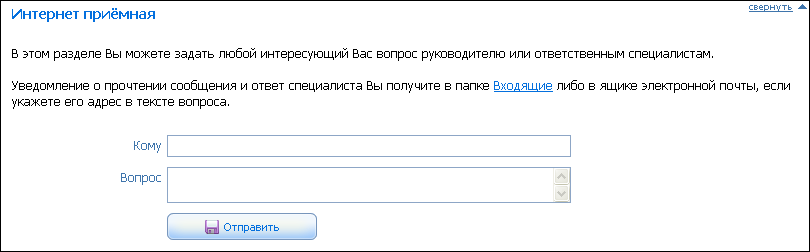 Интернет приёмная
свернуть
В этом разделе Вы можете задать любой интересующий Вас вопрос руководителю или ответственным специалистам.
Уведомление о прочтении сообщения и ответ специалиста Вы получите в папке Входящие либо в ящике электронной почты, если
укажете его адрес в тексте вопроса.
Кому
Вопрос
Отправить